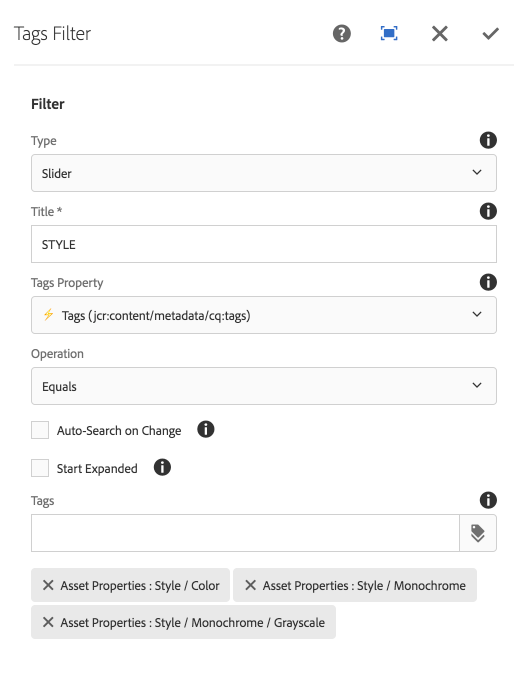 Tags Filter
Filter
Type
Slider
Title *
STYLE
Tags Property
Tags (jcr:content/metadata/cq:tags)
Operation
Equals
Auto-Search on Change
Start Expanded
Tags
Asset Properties : Style / Color
Asset Properties : Style / Monochrome
Asset Properties : Style / Monochrome / Grayscale